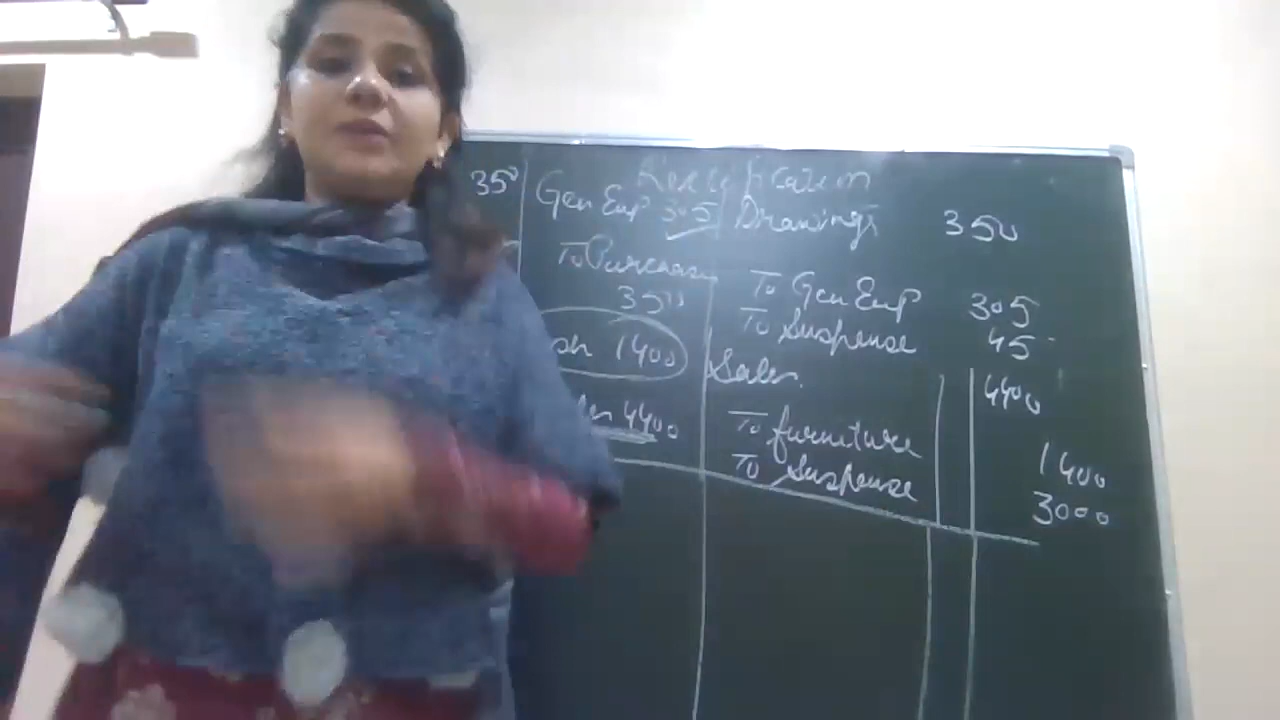 Rectification
350 Gen Exp 305 Drawings 350
To Purchases
To Gen Exp 305
350
To Suspense 45
1400 Sales 4400
4400 To furniture 1400
To Suspense 3000